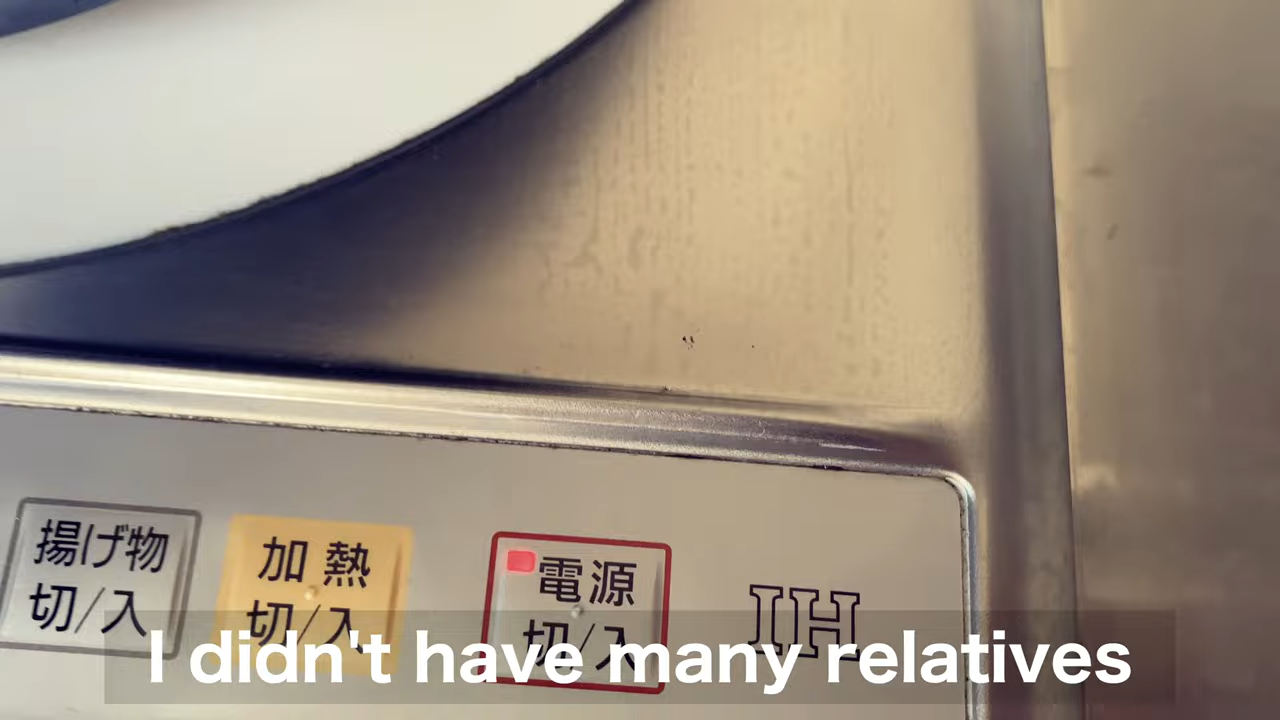 揚げ物
切/入
加熱
切/入
電源
切/入
IH
I didn't have many relatives